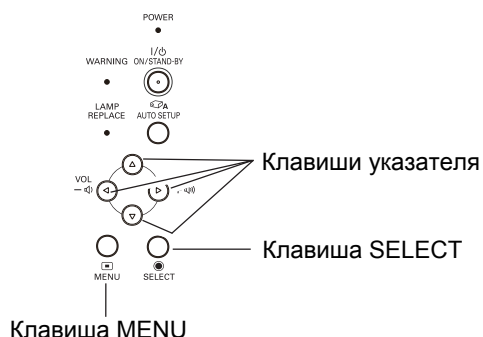 POWER
I/⏻
WARNING ON/STAND-BY
LAMP
REPLACE
A
AUTO SETUP
VOL
Клавиши указателя
Клавиша SELECT
MENU SELECT
Клавиша MENU